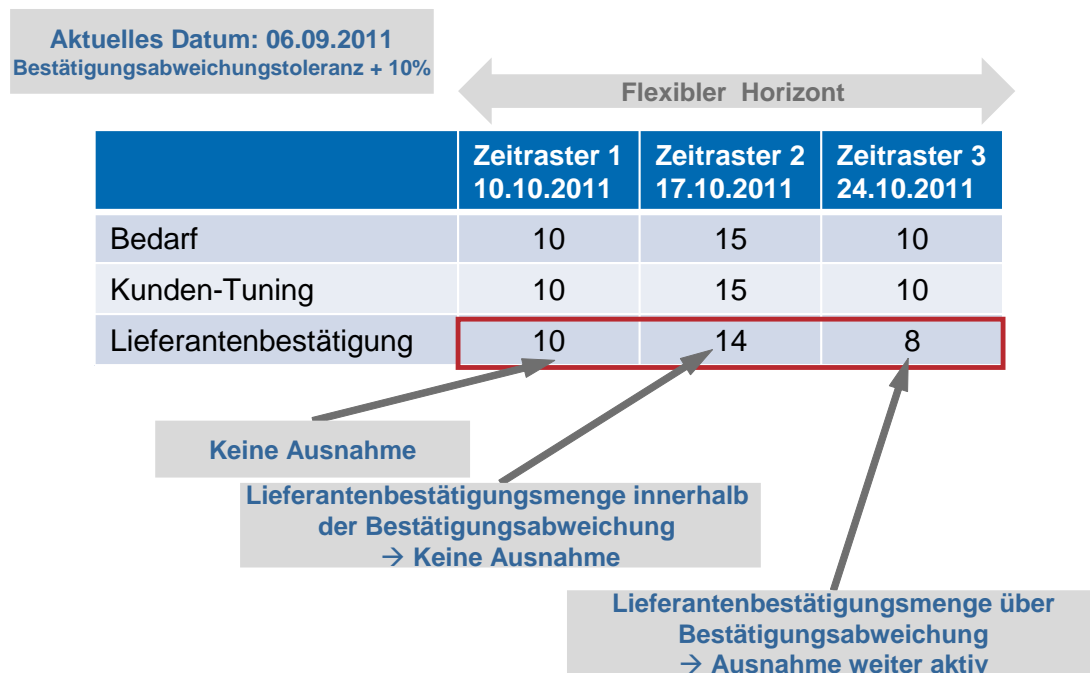 Aktuelles Datum: 06.09.2011
Bestätigungsabweichungstoleranz + 10%
Flexibler Horizont
Zeitraster 1 Zeitraster 2 Zeitraster 3
10.10.2011 17.10.2011 24.10.2011
Bedarf 10 15 10
Kunden-Tuning 10 15 10
Lieferantenbestätigung 10 14 8
Keine Ausnahme
Lieferantenbestätigungsmenge innerhalb
der Bestätigungsabweichung
→ Keine Ausnahme
Lieferantenbestätigungsmenge über
Bestätigungsabweichung
→ Ausnahme weiter aktiv